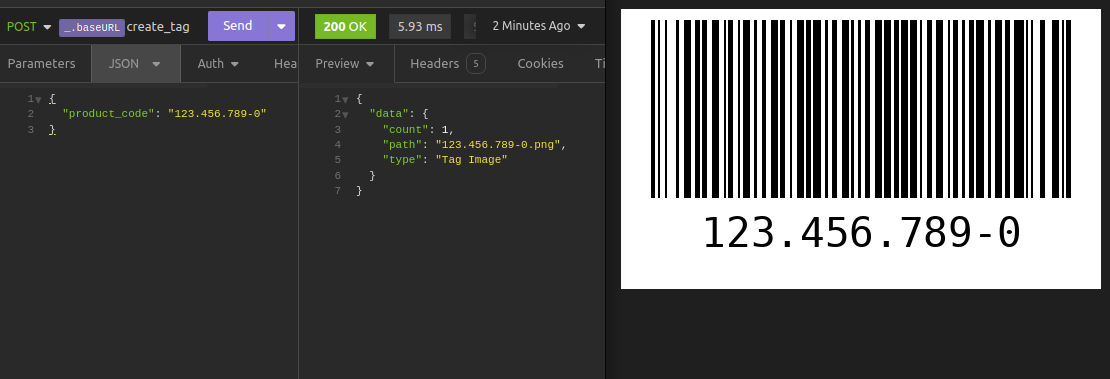 POST _.baseURL create_tag Send
200 OK 5.93 ms 2 Minutes Ago
Parameters JSON Auth Hea
Preview Headers 5 Cookies Ti
1 {
2 "product_code": "123.456.789-0"
3 }
1 {
2 "data": {
3 "count": 1,
4 "path": "123.456.789-0.png",
5 "type": "Tag Image"
6 }
7 }
123.456.789-0